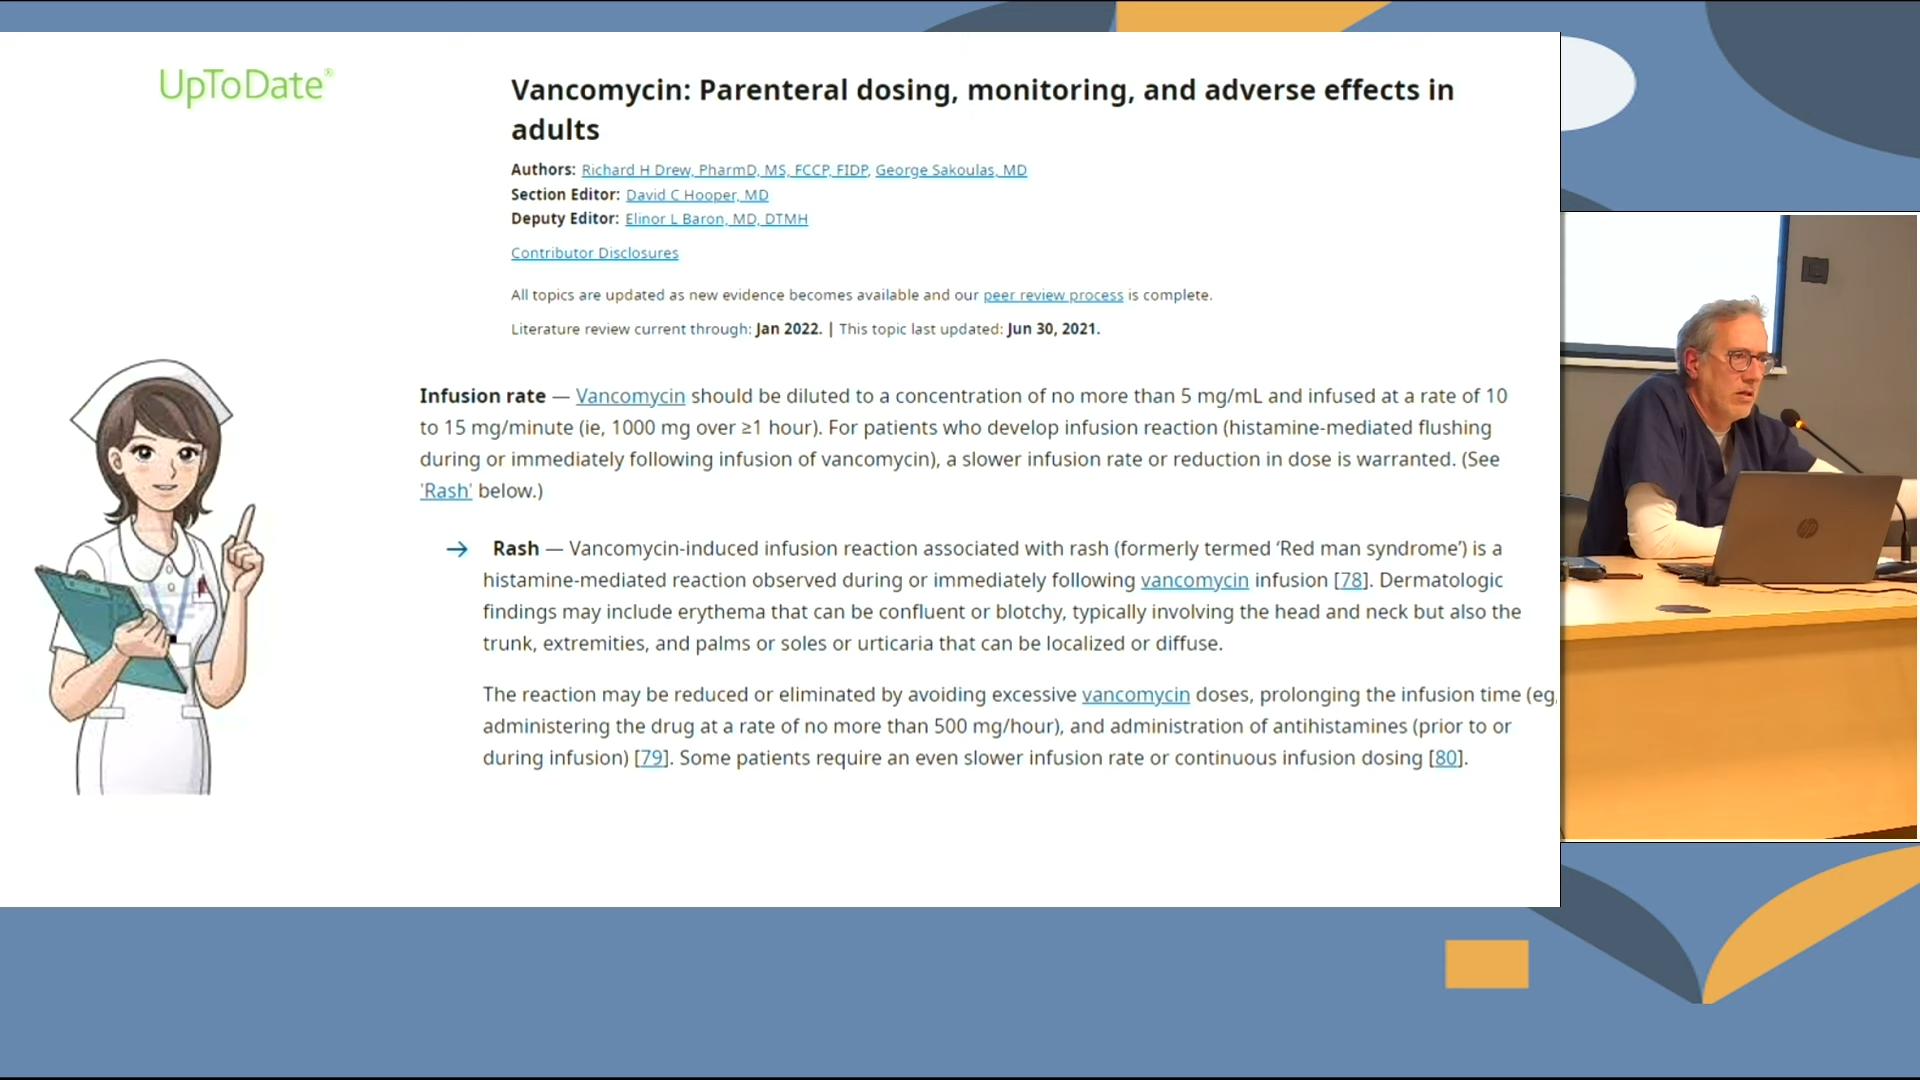 UpToDate®
Vancomycin: Parenteral dosing, monitoring, and adverse effects in
adults
Authors: Richard H Drew, PharmD, MS, FCCP, FIDP, George Sakoulas, MD
Section Editor: David C Hooper, MD
Deputy Editor: Elinor L Baron, MD, DTMH
Contributor Disclosures
All topics are updated as new evidence becomes available and our peer review process is complete.
Literature review current through: Jan 2022. | This topic last updated: Jun 30, 2021.
Infusion rate — Vancomycin should be diluted to a concentration of no more than 5 mg/mL and infused at a rate of 10
to 15 mg/minute (ie, 1000 mg over ≥1 hour). For patients who develop infusion reaction (histamine-mediated flushing
during or immediately following infusion of vancomycin), a slower infusion rate or reduction in dose is warranted. (See
'Rash' below.)
→ Rash — Vancomycin-induced infusion reaction associated with rash (formerly termed ‘Red man syndrome’) is a
histamine-mediated reaction observed during or immediately following vancomycin infusion [78]. Dermatologic
findings may include erythema that can be confluent or blotchy, typically involving the head and neck but also the
trunk, extremities, and palms or soles or urticaria that can be localized or diffuse.
The reaction may be reduced or eliminated by avoiding excessive vancomycin doses, prolonging the infusion time (eg,
administering the drug at a rate of no more than 500 mg/hour), and administration of antihistamines (prior to or
during infusion) [79]. Some patients require an even slower infusion rate or continuous infusion dosing [80].
hp